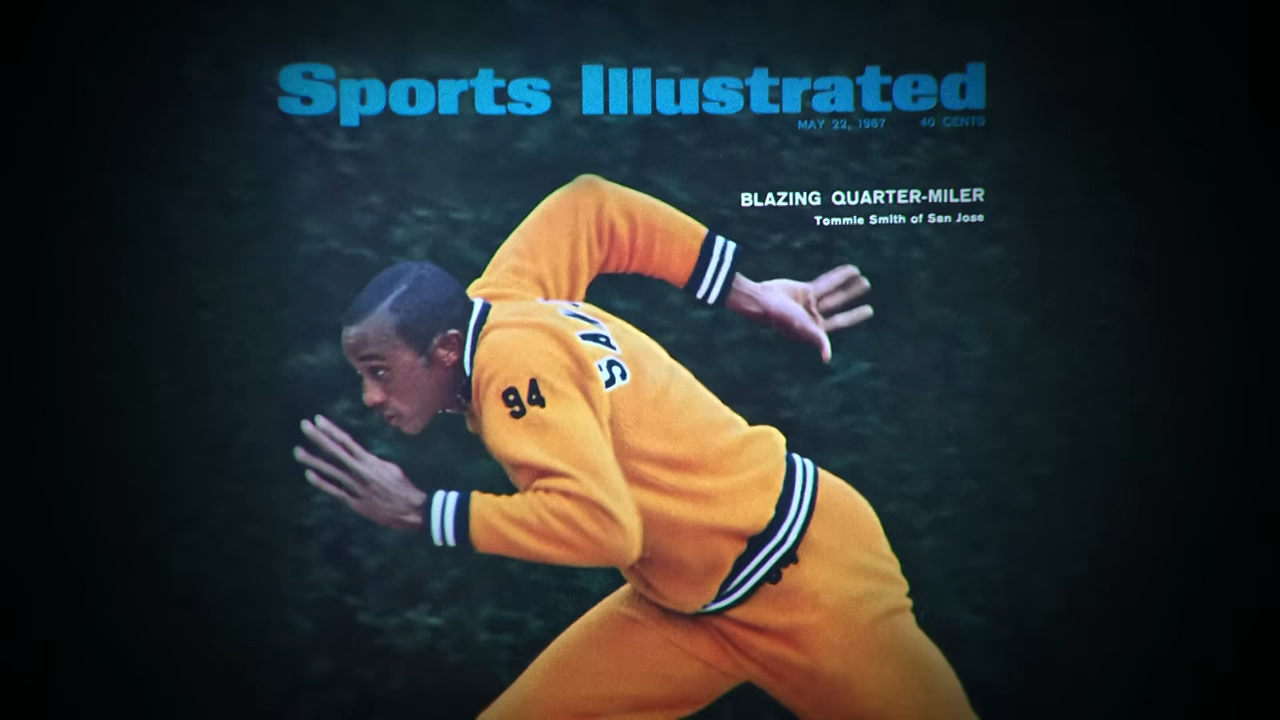 Sports Illustrated
MAY 22, 1967 40 CENTS
BLAZING QUARTER-MILER
Tommie Smith of San Jose
94
SA